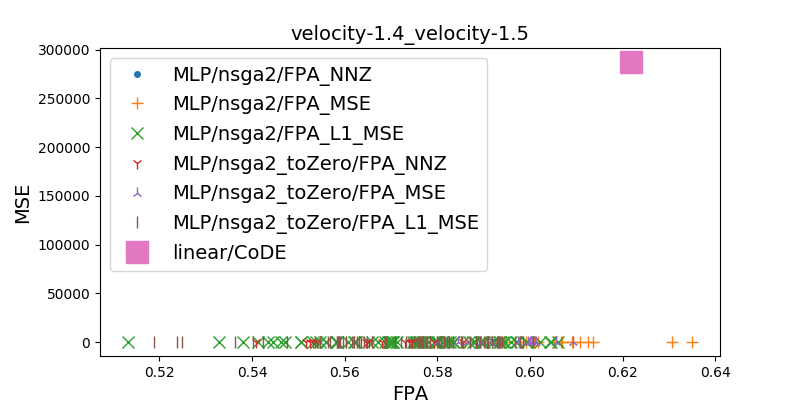 velocity-1.4_velocity-1.5
300000
250000
200000
150000
100000
50000
0
MSE
MLP/nsga2/FPA_NNZ
MLP/nsga2/FPA_MSE
MLP/nsga2/FPA_L1_MSE
MLP/nsga2_toZero/FPA_NNZ
MLP/nsga2_toZero/FPA_MSE
MLP/nsga2_toZero/FPA_L1_MSE
linear/CoDE
0.52 0.54 0.56 0.58 0.60 0.62 0.64
FPA